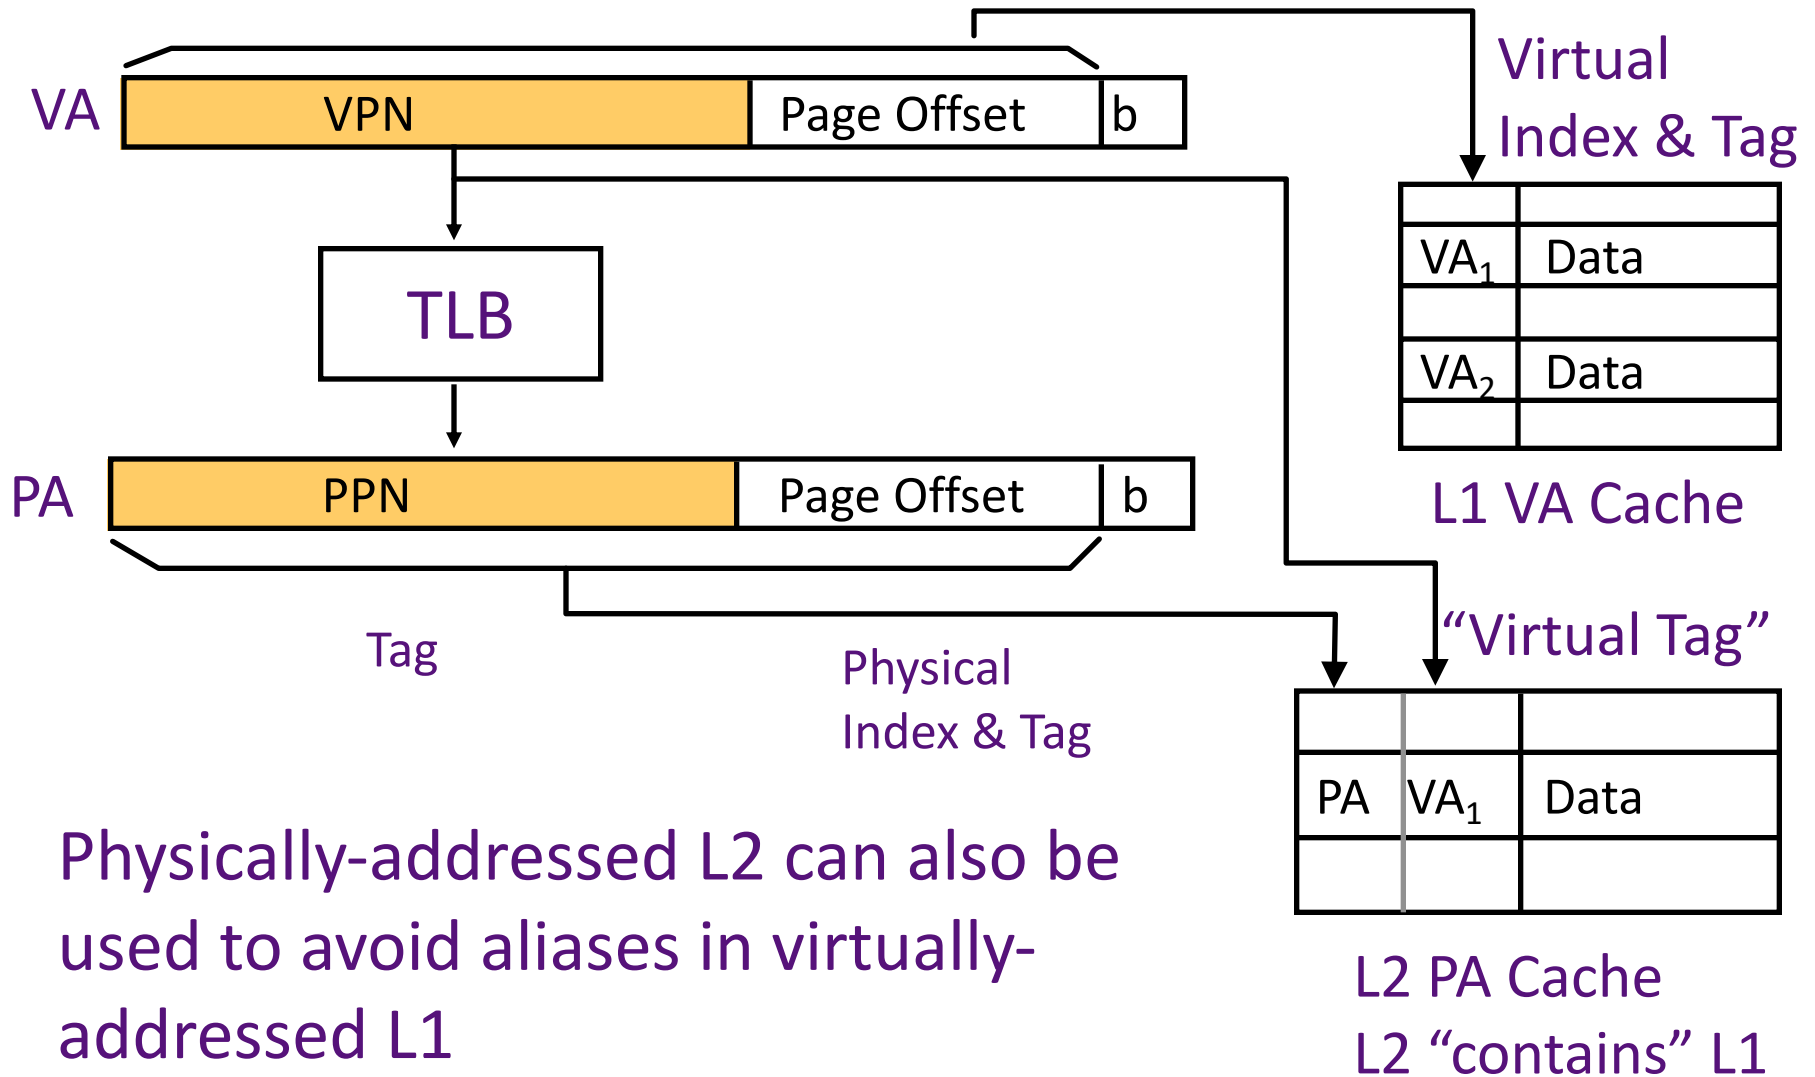 VA
VPN
Page Offset
b
Virtual
Index & Tag
VA₁
Data
VA₂
Data
L1 VA Cache
TLB
PA
PPN
Page Offset
b
Tag
Physical
Index & Tag
“Virtual Tag”
PA
VA₁
Data
L2 PA Cache
L2 “contains” L1
Physically-addressed L2 can also be
used to avoid aliases in virtually-
addressed L1